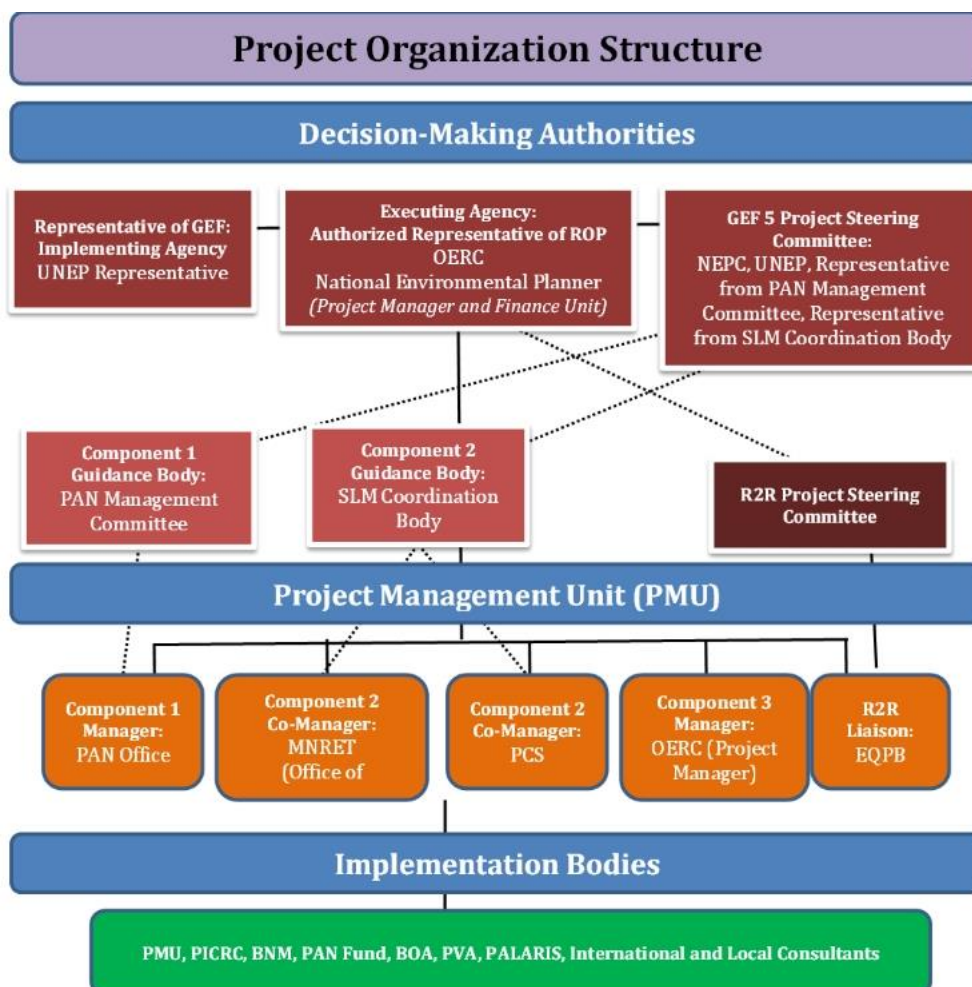 Project Organization Structure
Decision-Making Authorities
Representative of GEF:
Implementing Agency
UNEP Representative
Executing Agency:
Authorized Representative of ROP
OERC
National Environmental Planner
(Project Manager and Finance Unit)
GEF 5 Project Steering
Committee:
NEPC, UNEP, Representative
from PAN Management
Committee, Representative
from SLM Coordination Body
Component 1
Guidance Body:
PAN Management
Committee
Component 2
Guidance Body:
SLM Coordination
Body
R2R Project Steering
Committee
Project Management Unit (PMU)
Component 1
Manager:
PAN Office
Component 2
Co-Manager:
MNRET
(Office of
Component 2
Co-Manager:
PCS
Component 3
Manager:
OERC (Project
Manager)
R2R
Liaison:
EQPB
Implementation Bodies
PMU, PICRC, BNM, PAN Fund, BOA, PVA, PALARIS, International and Local Consultants